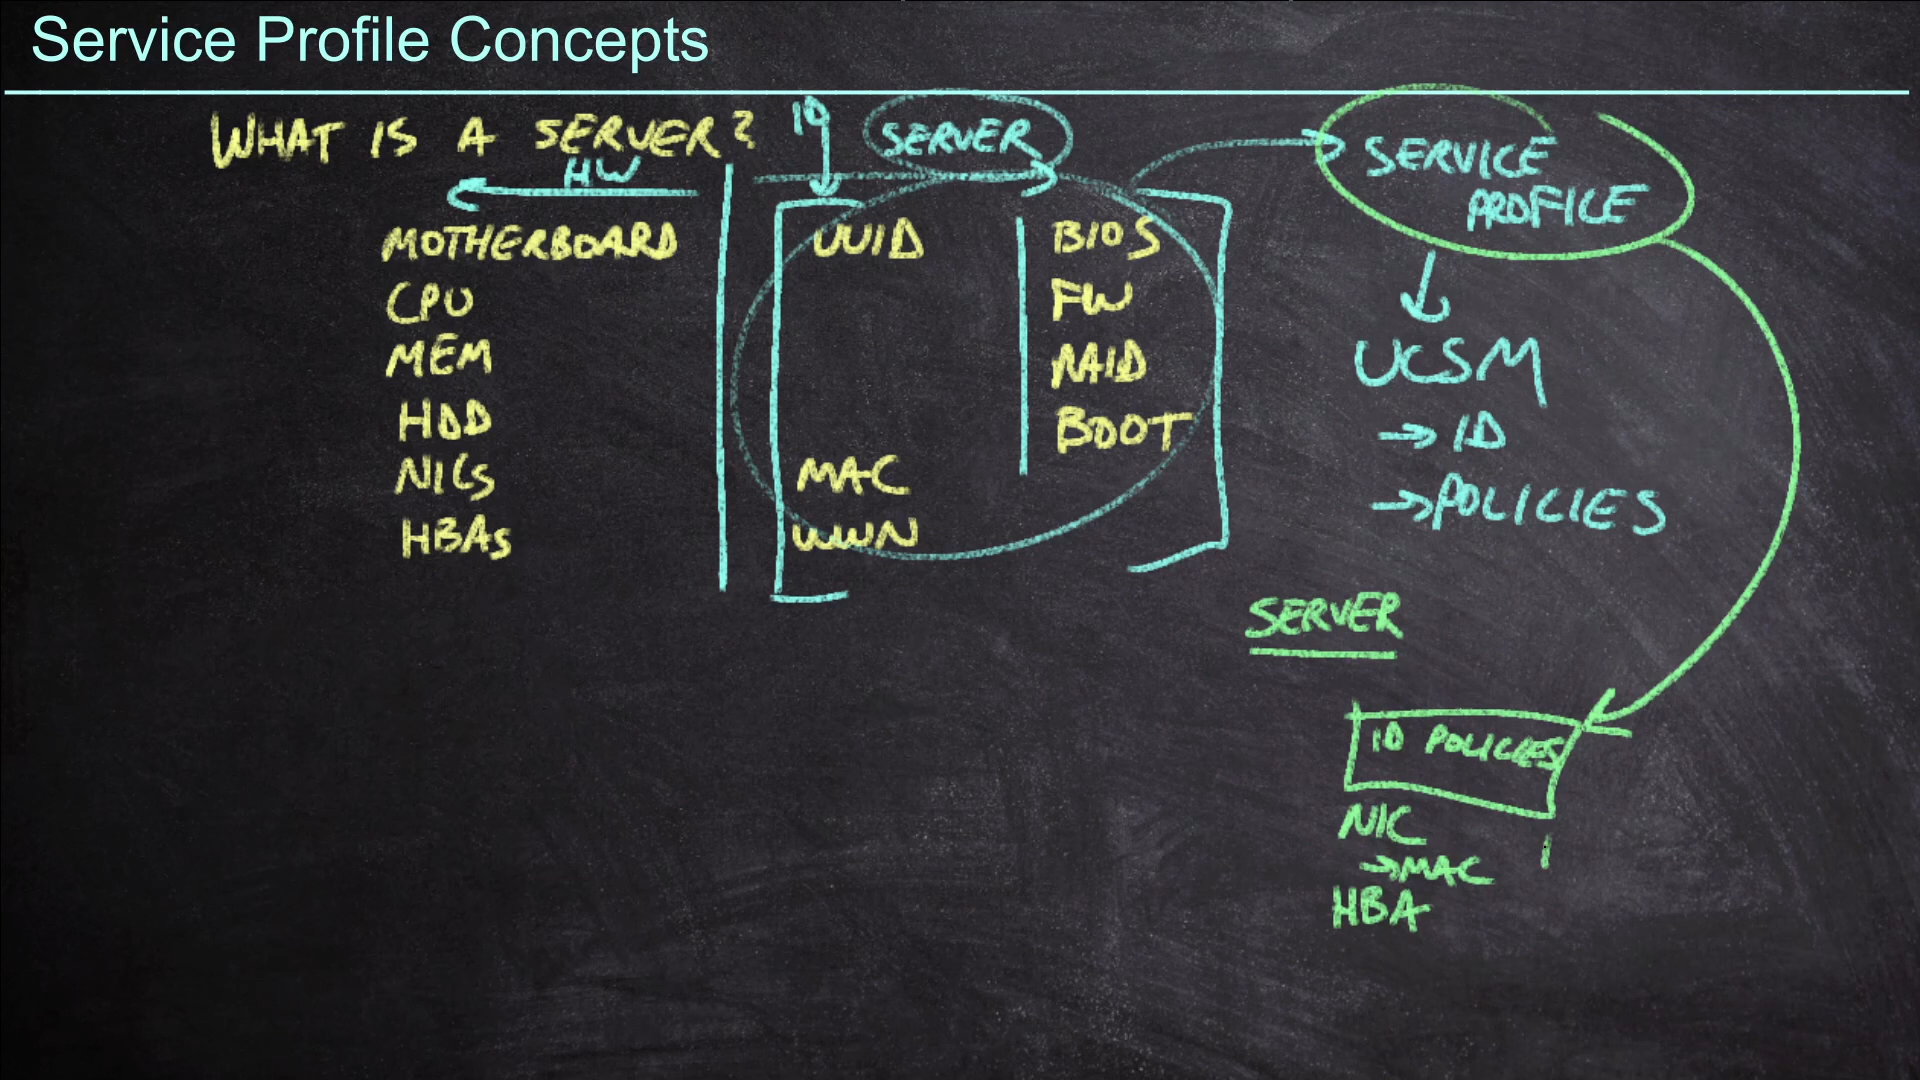 Service Profile Concepts
WHAT IS A SERVER?
HW
MOTHERBOARD
CPU
MEM
HDD
NICs
HBAs
ID
SERVER
UUID
MAC
WWN
BIOS
FW
RAID
BOOT
SERVICE
PROFILE
UCSM
→ ID
→ POLICIES
SERVER
ID POLICIES
NIC
→ MAC
HBA